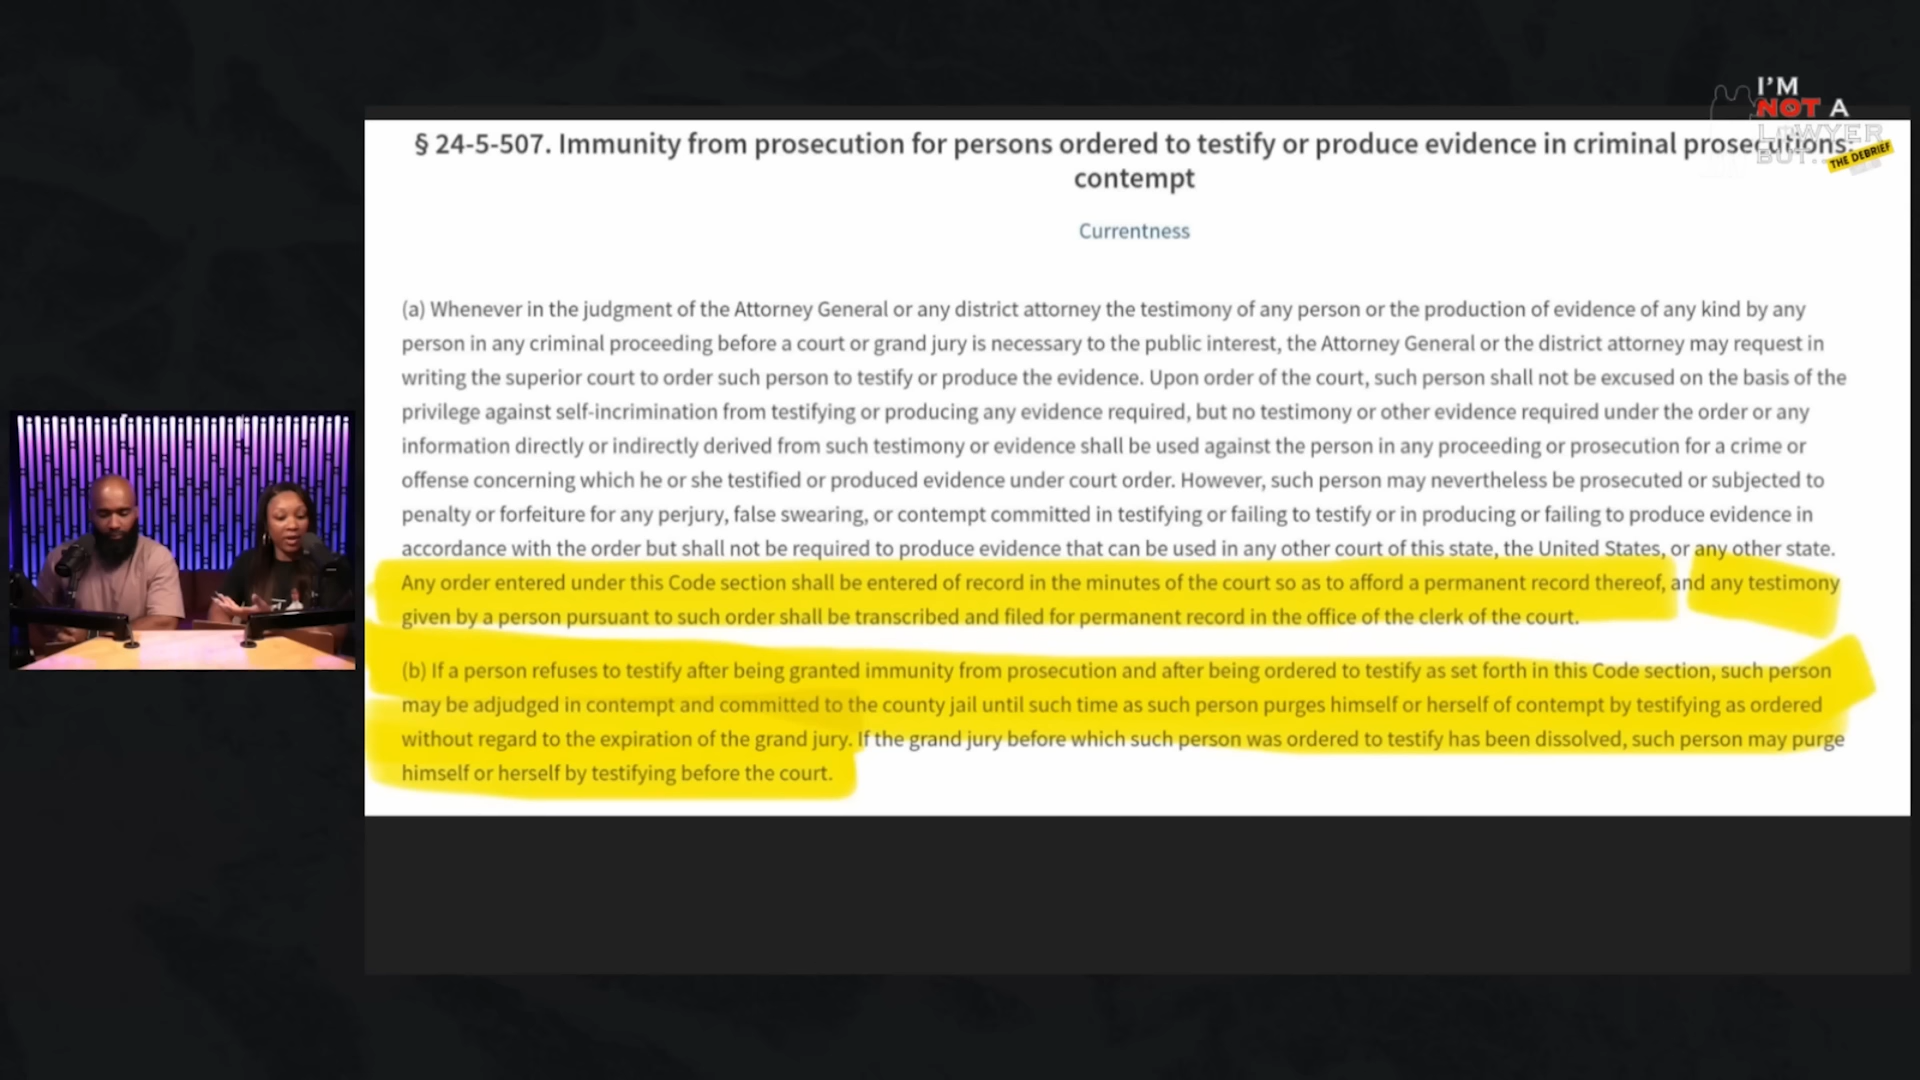 I'M
NOT A
LAWYER
BUT...
THE DEBRIEF
§ 24-5-507. Immunity from prosecution for persons ordered to testify or produce evidence in criminal prosecutions;
contempt
Currentness
(a) Whenever in the judgment of the Attorney General or any district attorney the testimony of any person or the production of evidence of any kind by any
person in any criminal proceeding before a court or grand jury is necessary to the public interest, the Attorney General or the district attorney may request in
writing the superior court to order such person to testify or produce the evidence. Upon order of the court, such person shall not be excused on the basis of the
privilege against self-incrimination from testifying or producing any evidence required, but no testimony or other evidence required under the order or any
information directly or indirectly derived from such testimony or evidence shall be used against the person in any proceeding or prosecution for a crime or
offense concerning which he or she testified or produced evidence under court order. However, such person may nevertheless be prosecuted or subjected to
penalty or forfeiture for any perjury, false swearing, or contempt committed in testifying or failing to testify or in producing or failing to produce evidence in
accordance with the order but shall not be required to produce evidence that can be used in any other court of this state, the United States, or any other state.
Any order entered under this Code section shall be entered of record in the minutes of the court so as to afford a permanent record thereof, and any testimony
given by a person pursuant to such order shall be transcribed and filed for permanent record in the office of the clerk of the court.
(b) If a person refuses to testify after being granted immunity from prosecution and after being ordered to testify as set forth in this Code section, such person
may be adjudged in contempt and committed to the county jail until such time as such person purges himself or herself of contempt by testifying as ordered
without regard to the expiration of the grand jury. If the grand jury before which such person was ordered to testify has been dissolved, such person may purge
himself or herself by testifying before the court.